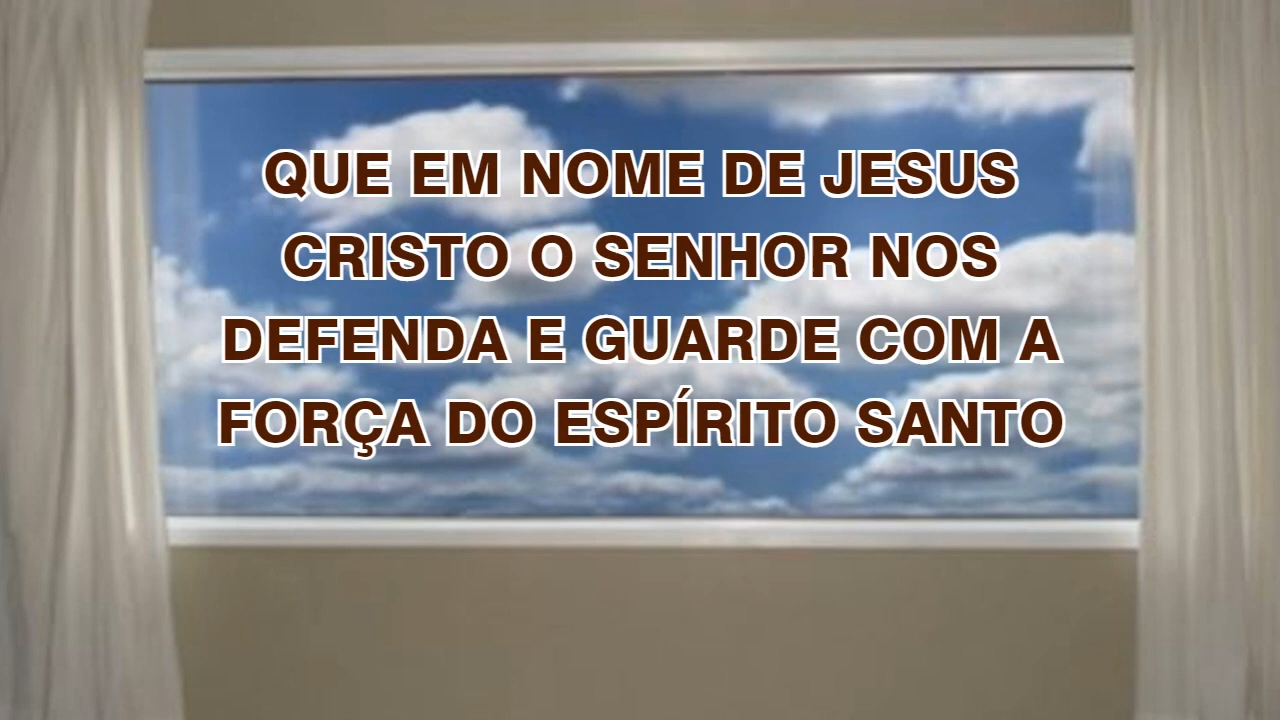 QUE EM NOME DE JESUS
CRISTO O SENHOR NOS
DEFENDA E GUARDE COM A
FORÇA DO ESPÍRITO SANTO